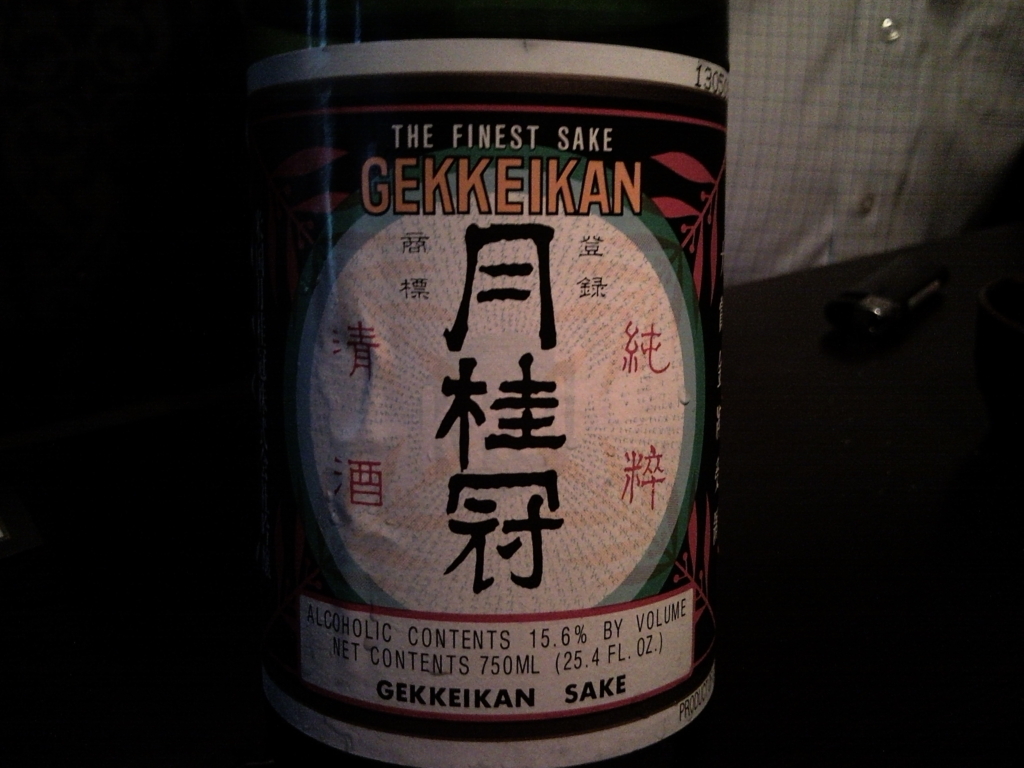 1305
THE FINEST SAKE
GEKKEIKAN
登録
商標
月桂冠
純粋
清酒
ALCOHOLIC CONTENTS 15.6% BY VOLUME
NET CONTENTS 750ML (25.4 FL. OZ.)
GEKKEIKAN SAKE